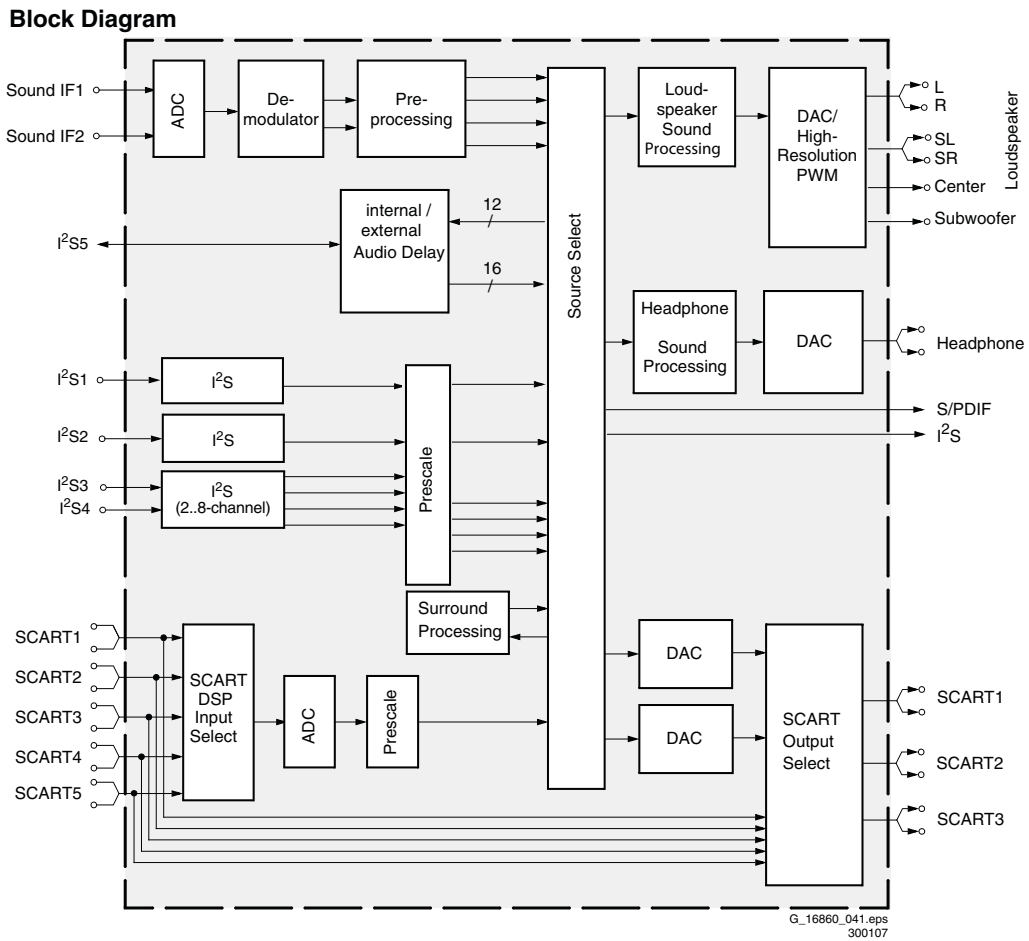 Block Diagram
Sound IF1
Sound IF2
ADC
De-
modulator
Pre-
processing
internal /
external
Audio Delay
12
16
I²S5
I²S1
I²S2
I²S3
I²S4
I²S
I²S
I²S
(2..8-channel)
Prescale
Surround
Processing
SCART1
SCART2
SCART3
SCART4
SCART5
SCART
DSP
Input
Select
ADC
Prescale
Source Select
Loud-
speaker
Sound
Processing
DAC/
High-
Resolution
PWM
L
R
SL
SR
Center
Subwoofer
Loudspeaker
Headphone
Sound
Processing
DAC
Headphone
S/PDIF
I²S
DAC
DAC
SCART
Output
Select
SCART1
SCART2
SCART3
G_16860_041.eps
300107